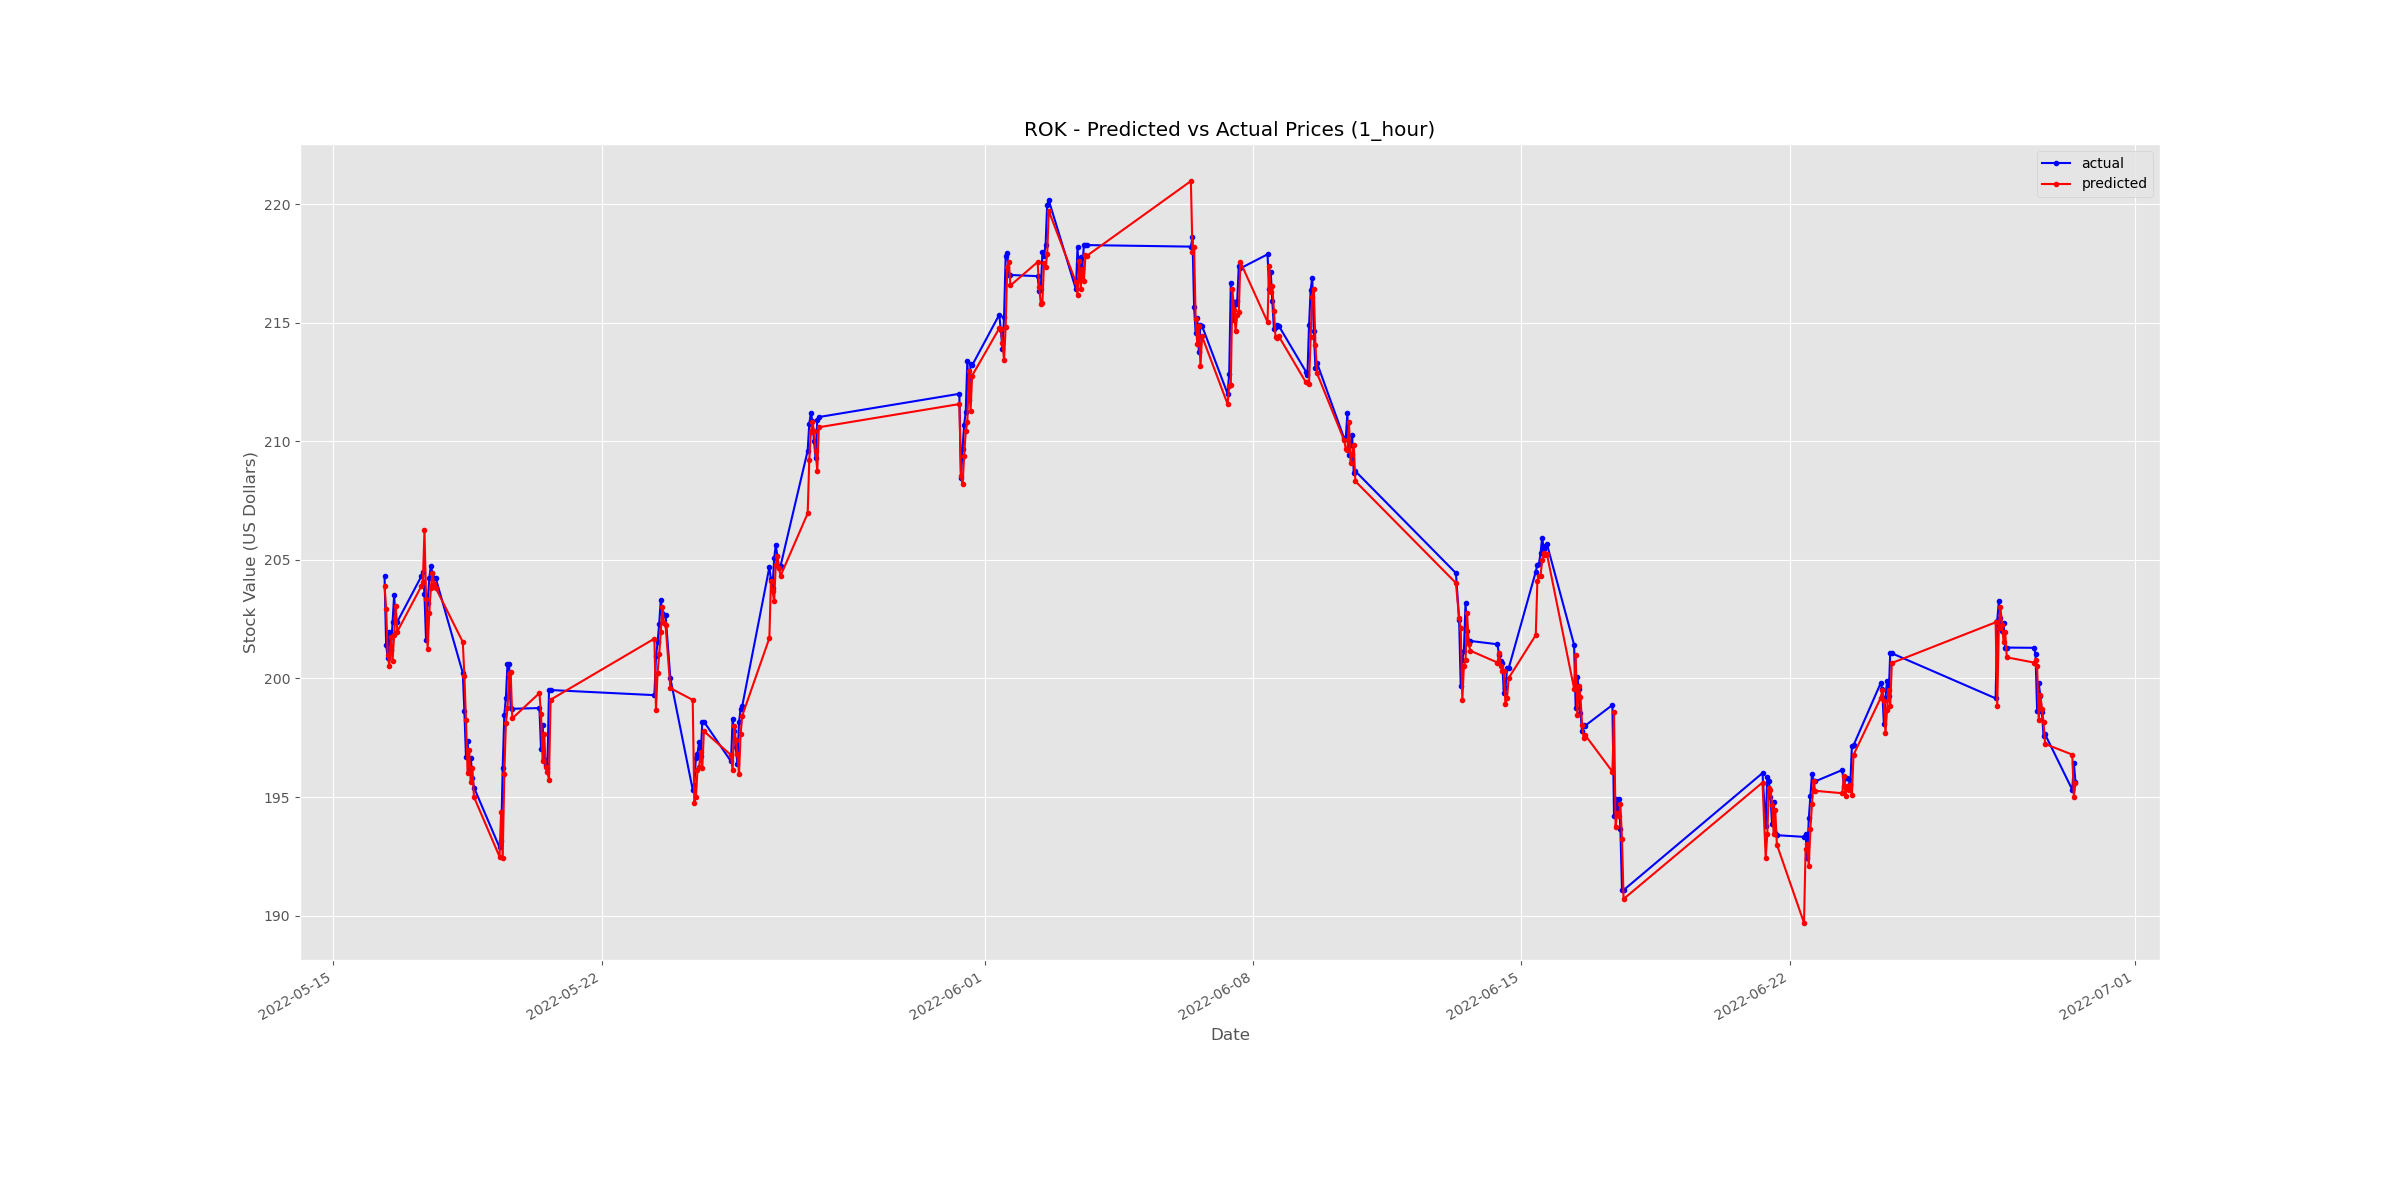 ROK - Predicted vs Actual Prices (1_hour)
actual
predicted
Stock Value (US Dollars)
220
215
210
205
200
195
190
2022-05-15
2022-05-22
2022-06-01
2022-06-08
2022-06-15
2022-06-22
2022-07-01
Date